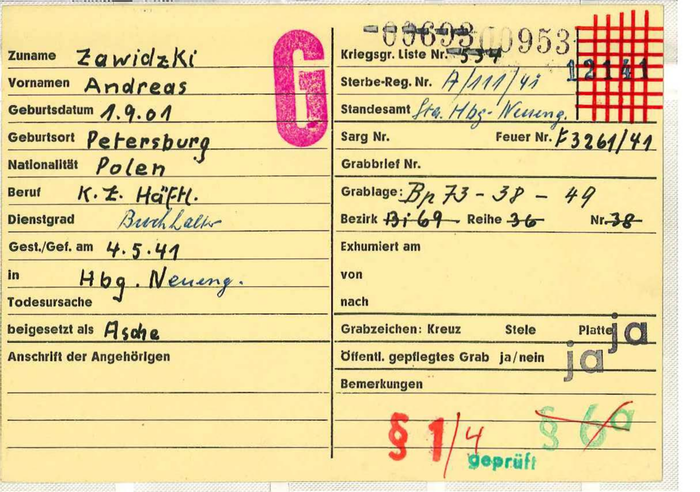 Zuname Zawidzki
Vornamen Andreas
Geburtsdatum 1.9.01
Geburtsort Petersburg
Nationalität Polen
Beruf K.Z. Häftl.
Dienstgrad Buchhalter
Gest./Gef. am 4.5.41
in Hbg. Neueng.
Todesursache
beigesetzt als Asche
Anschrift der Angehörigen
G
00693 00953
Kriegsgr. Liste Nr. 534
12141
Sterbe-Reg. Nr. A/111/41
Standesamt Sta. Hbg-Neueng.
Sarg Nr. Feuer Nr. F3261/41
Grabbrief Nr.
Grablage: Bp 73-38-49
Bezirk Bi 69 Reihe 36 Nr. 38
Exhumiert am
von
nach
Grabzeichen: Kreuz Stele Platte ja
Öffentl. gepflegtes Grab ja/nein ja
Bemerkungen
§ 1/4 § 6a
geprüft